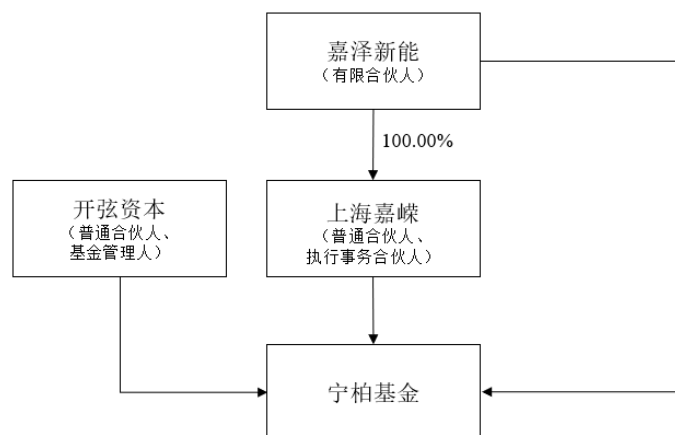 嘉泽新能
（有限合伙人）
100.00%
开弦资本
（普通合伙人、
基金管理人）
上海嘉嵘
（普通合伙人、
执行事务合伙人）
宁柏基金